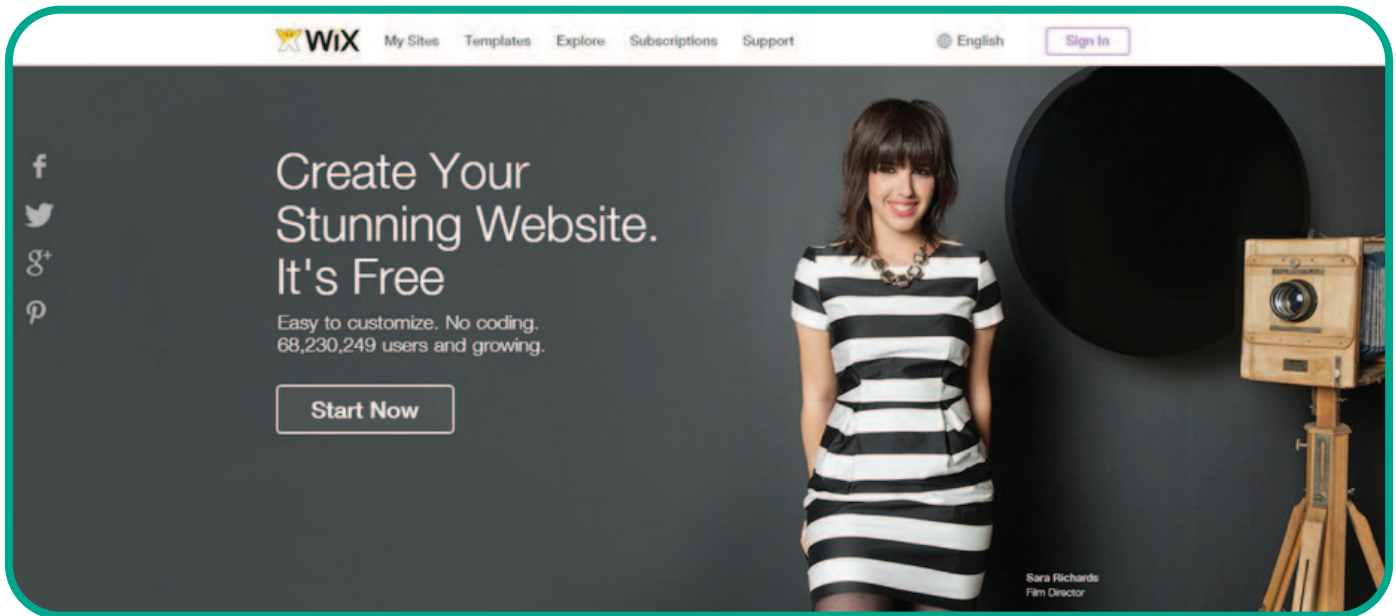 WiX
My Sites
Templates
Explore
Subscriptions
Support
English
Sign In
Create Your
Stunning Website.
It's Free
Easy to customize. No coding.
68,230,249 users and growing.
Start Now
Sara Richards
Film Director